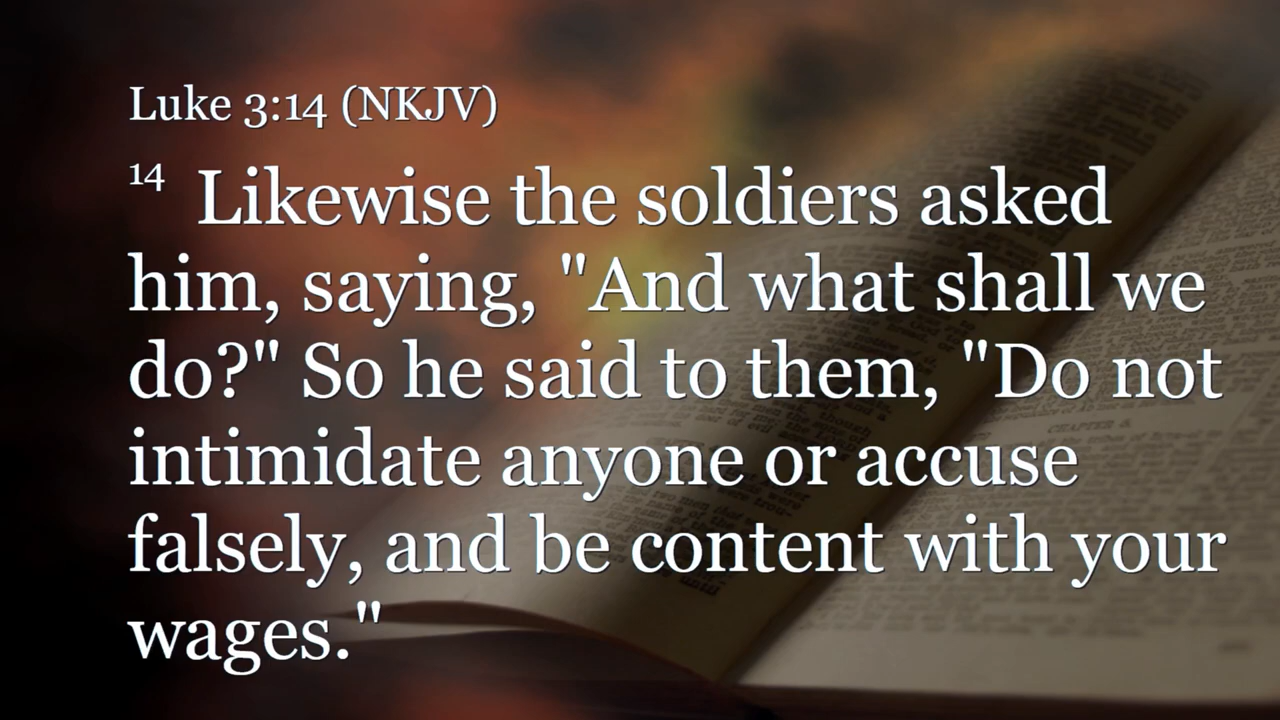 Luke 3:14 (NKJV)
14 Likewise the soldiers asked
him, saying, "And what shall we
do?" So he said to them, "Do not
intimidate anyone or accuse
falsely, and be content with your
wages."
CHAPTER